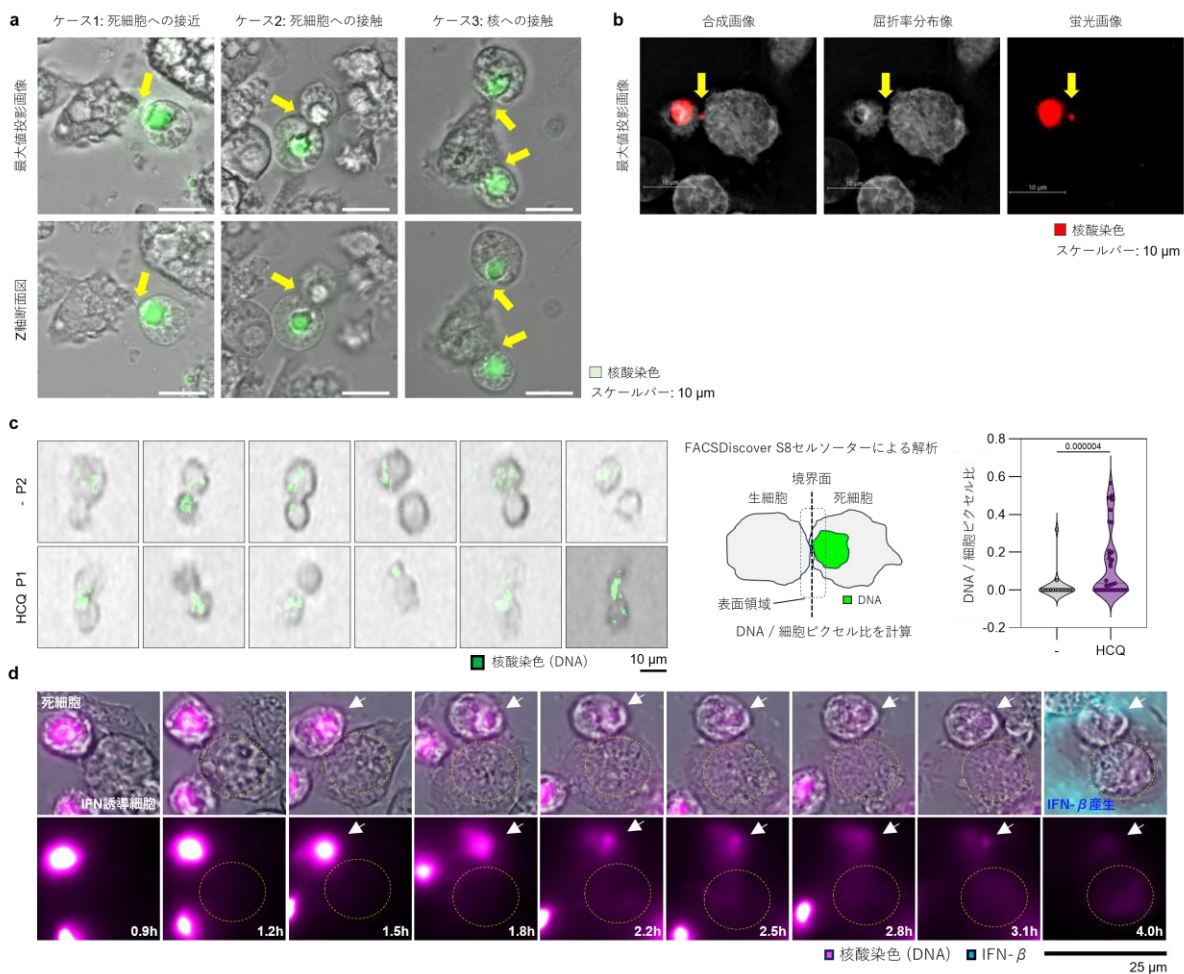 a
ケース1: 死細胞への接近
ケース2: 死細胞への接触
ケース3: 核への接触
最大値投影画像
Z軸断面図
核酸染色
スケールバー: 10 μm
b
合成画像
屈折率分布像
蛍光画像
最大値投影画像
10 μm
10 μm
10 μm
核酸染色
スケールバー: 10 μm
c
- P2
HCQ P1
核酸染色 (DNA)
10 μm
FACSDiscover S8セルソーターによる解析
境界面
生細胞
死細胞
表面領域
DNA
DNA / 細胞ピクセル比を計算
DNA / 細胞ピクセル比
0.8
0.6
0.4
0.2
0.0
-0.2
0.000004
-
HCQ
d
死細胞
IFN誘導細胞
IFN-β産生
0.9h
1.2h
1.5h
1.8h
2.2h
2.5h
2.8h
3.1h
4.0h
核酸染色 (DNA)
IFN-β
25 μm